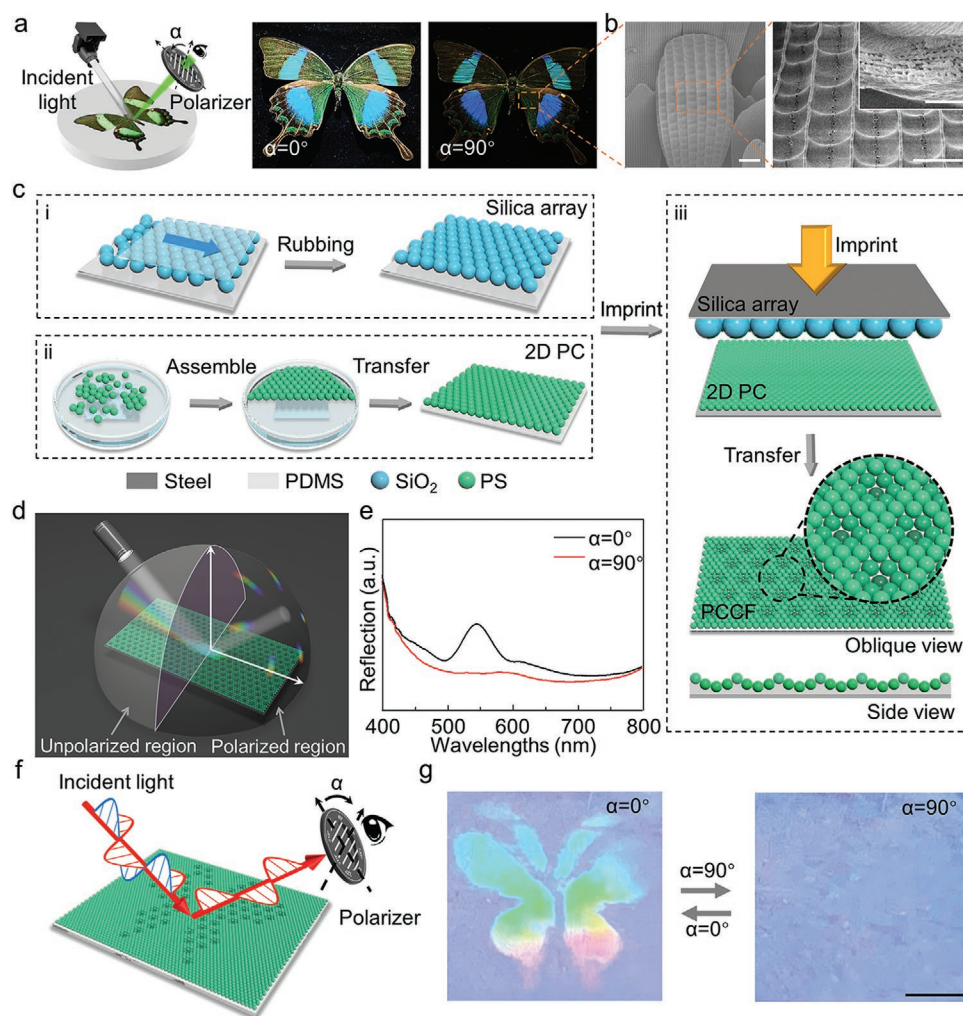 a
α
Incident
light
Polarizer
α=0°
α=90°
b
c
i
Silica array
Rubbing
ii
2D PC
Assemble
Transfer
Imprint
Steel
PDMS
SiO₂
PS
iii
Imprint
Silica array
2D PC
Transfer
PCCF
Oblique view
Side view
d
Unpolarized region
Polarized region
e
Reflection (a.u.)
α=0°
α=90°
400 500 600 700 800
Wavelengths (nm)
f
Incident light
α
Polarizer
g
α=0°
α=90°
α=0°
α=90°